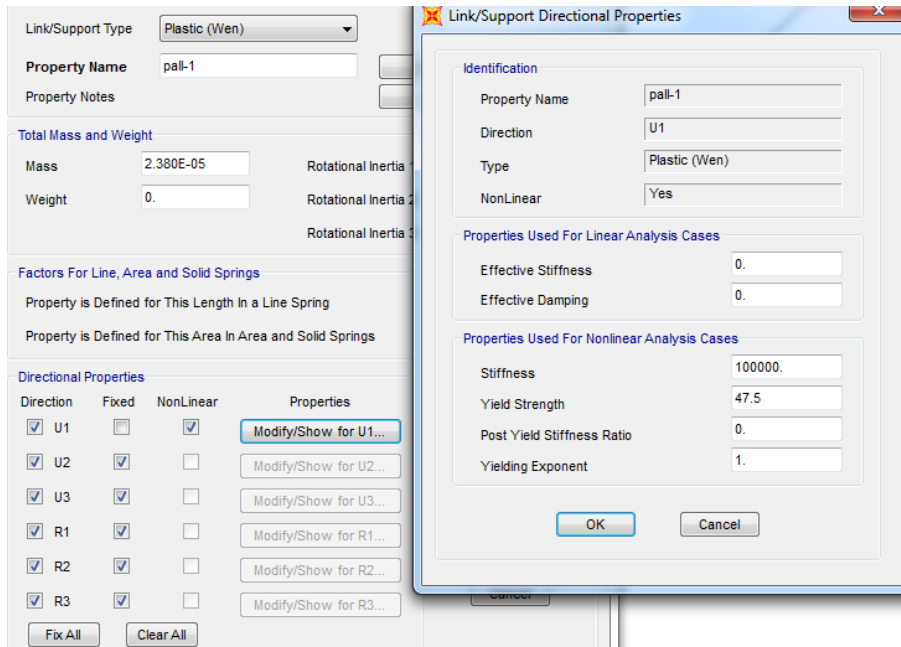 Link/Support Type Plastic (Wen)
Property Name pall-1
Property Notes
Total Mass and Weight
Mass 2.380E-05 Rotational Inertia 1
Weight 0. Rotational Inertia 2
Rotational Inertia 3
Factors For Line, Area and Solid Springs
Property is Defined for This Length In a Line Spring
Property is Defined for This Area In Area and Solid Springs
Directional Properties
Direction Fixed NonLinear Properties
U1 Modify/Show for U1...
U2 Modify/Show for U2...
U3 Modify/Show for U3...
R1 Modify/Show for R1...
R2 Modify/Show for R2...
R3 Modify/Show for R3...
Fix All Clear All
Cancel
Link/Support Directional Properties
Identification
Property Name pall-1
Direction U1
Type Plastic (Wen)
NonLinear Yes
Properties Used For Linear Analysis Cases
Effective Stiffness 0.
Effective Damping 0.
Properties Used For Nonlinear Analysis Cases
Stiffness 100000.
Yield Strength 47.5
Post Yield Stiffness Ratio 0.
Yielding Exponent 1.
OK Cancel